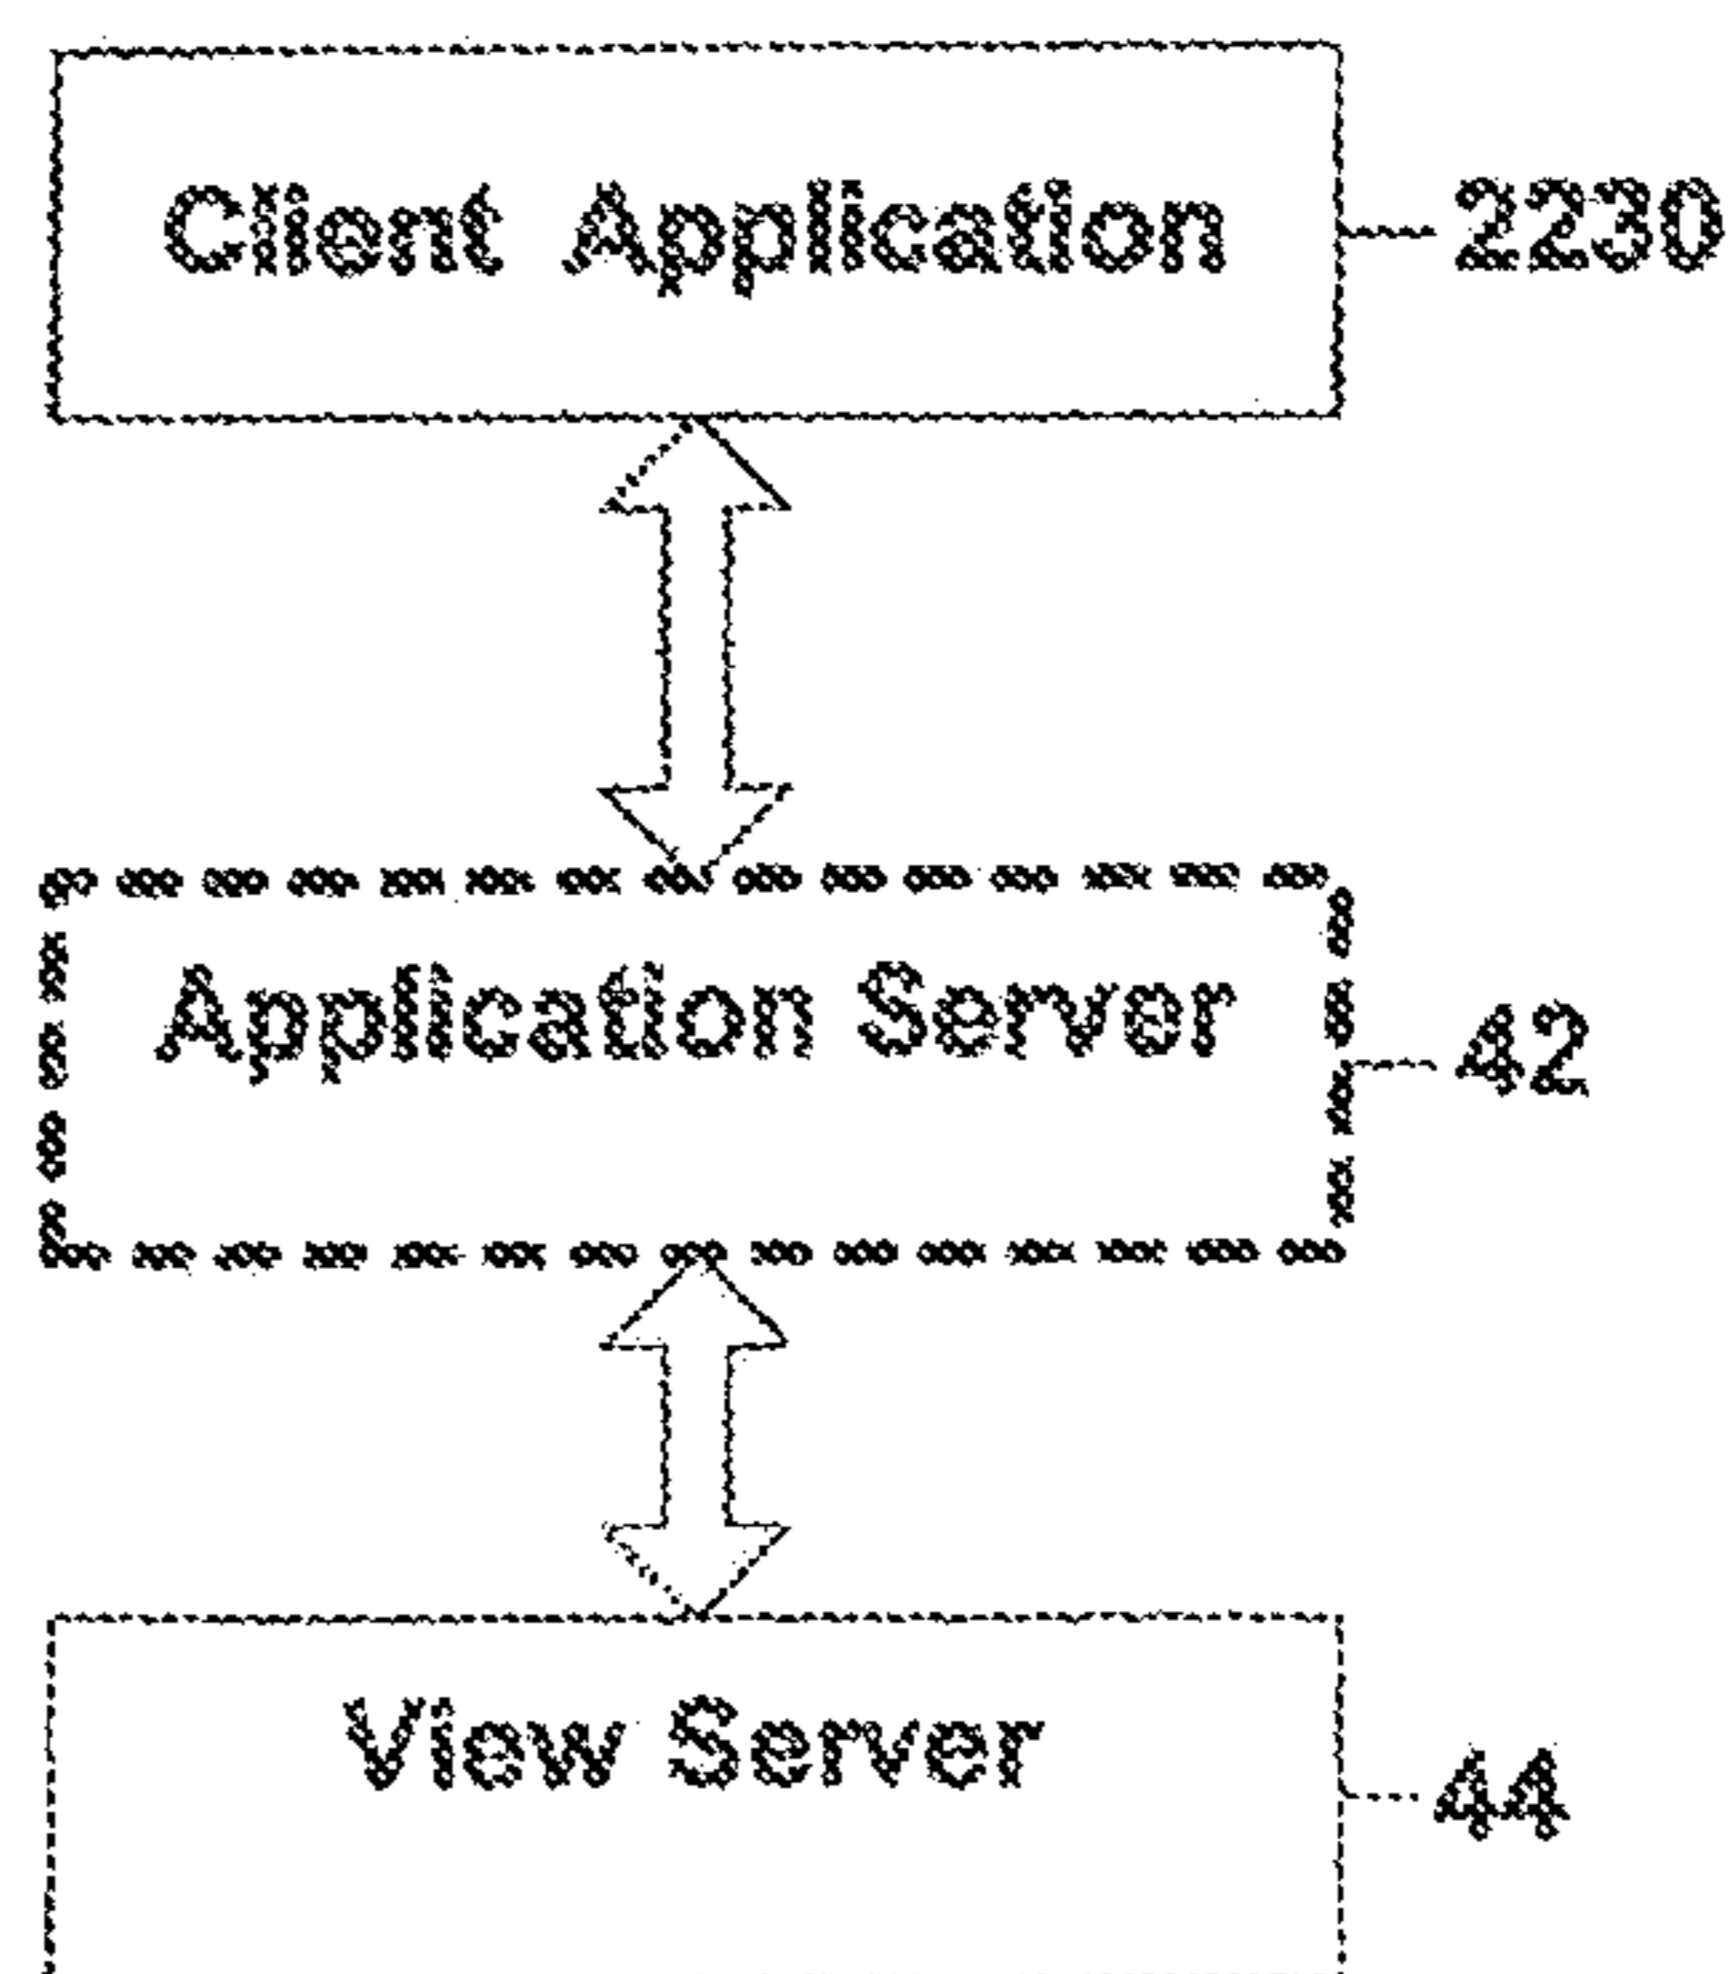 Client Application
2230
Application Server
42
View Server
44